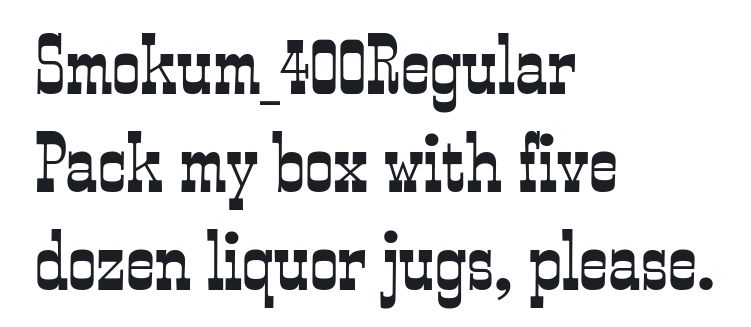 Smokum_400Regular
Pack my box with five
dozen liquor jugs, please.